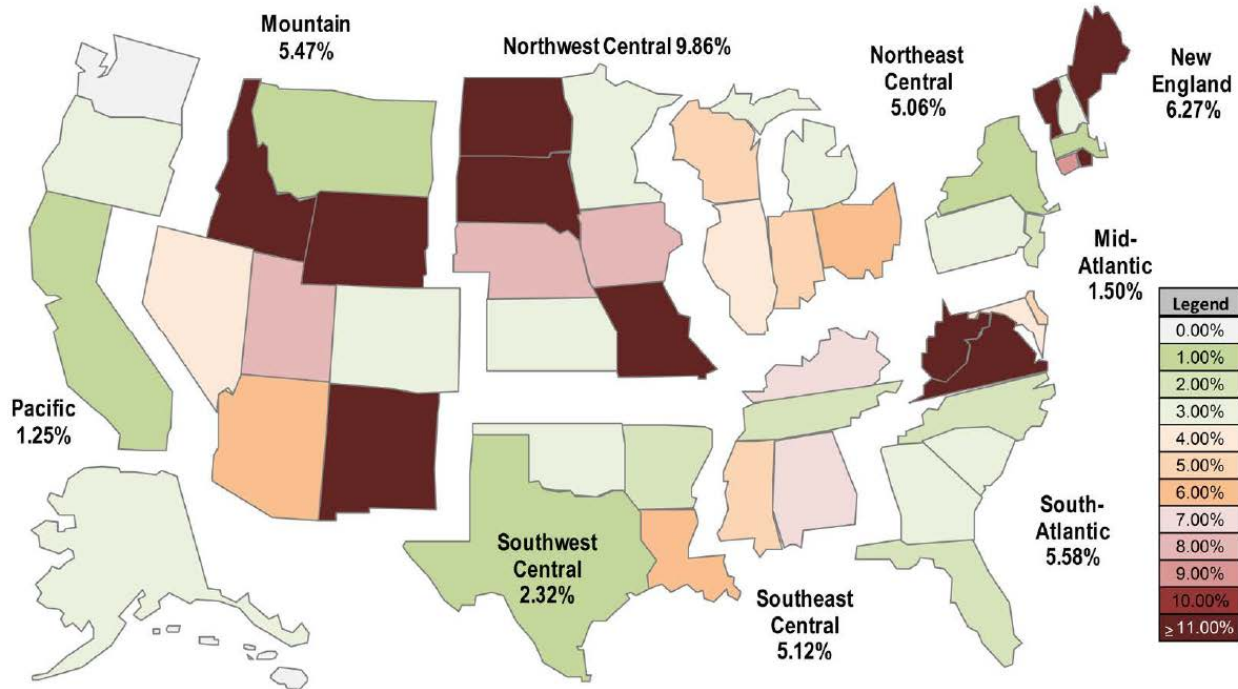 Mountain
5.47%
Northwest Central 9.86%
Northeast
Central
5.06%
New
England
6.27%
Mid-
Atlantic
1.50%
Pacific
1.25%
Southwest
Central
2.32%
Southeast
Central
5.12%
South-
Atlantic
5.58%
Legend
0.00%
1.00%
2.00%
3.00%
4.00%
5.00%
6.00%
7.00%
8.00%
9.00%
10.00%
≥ 11.00%